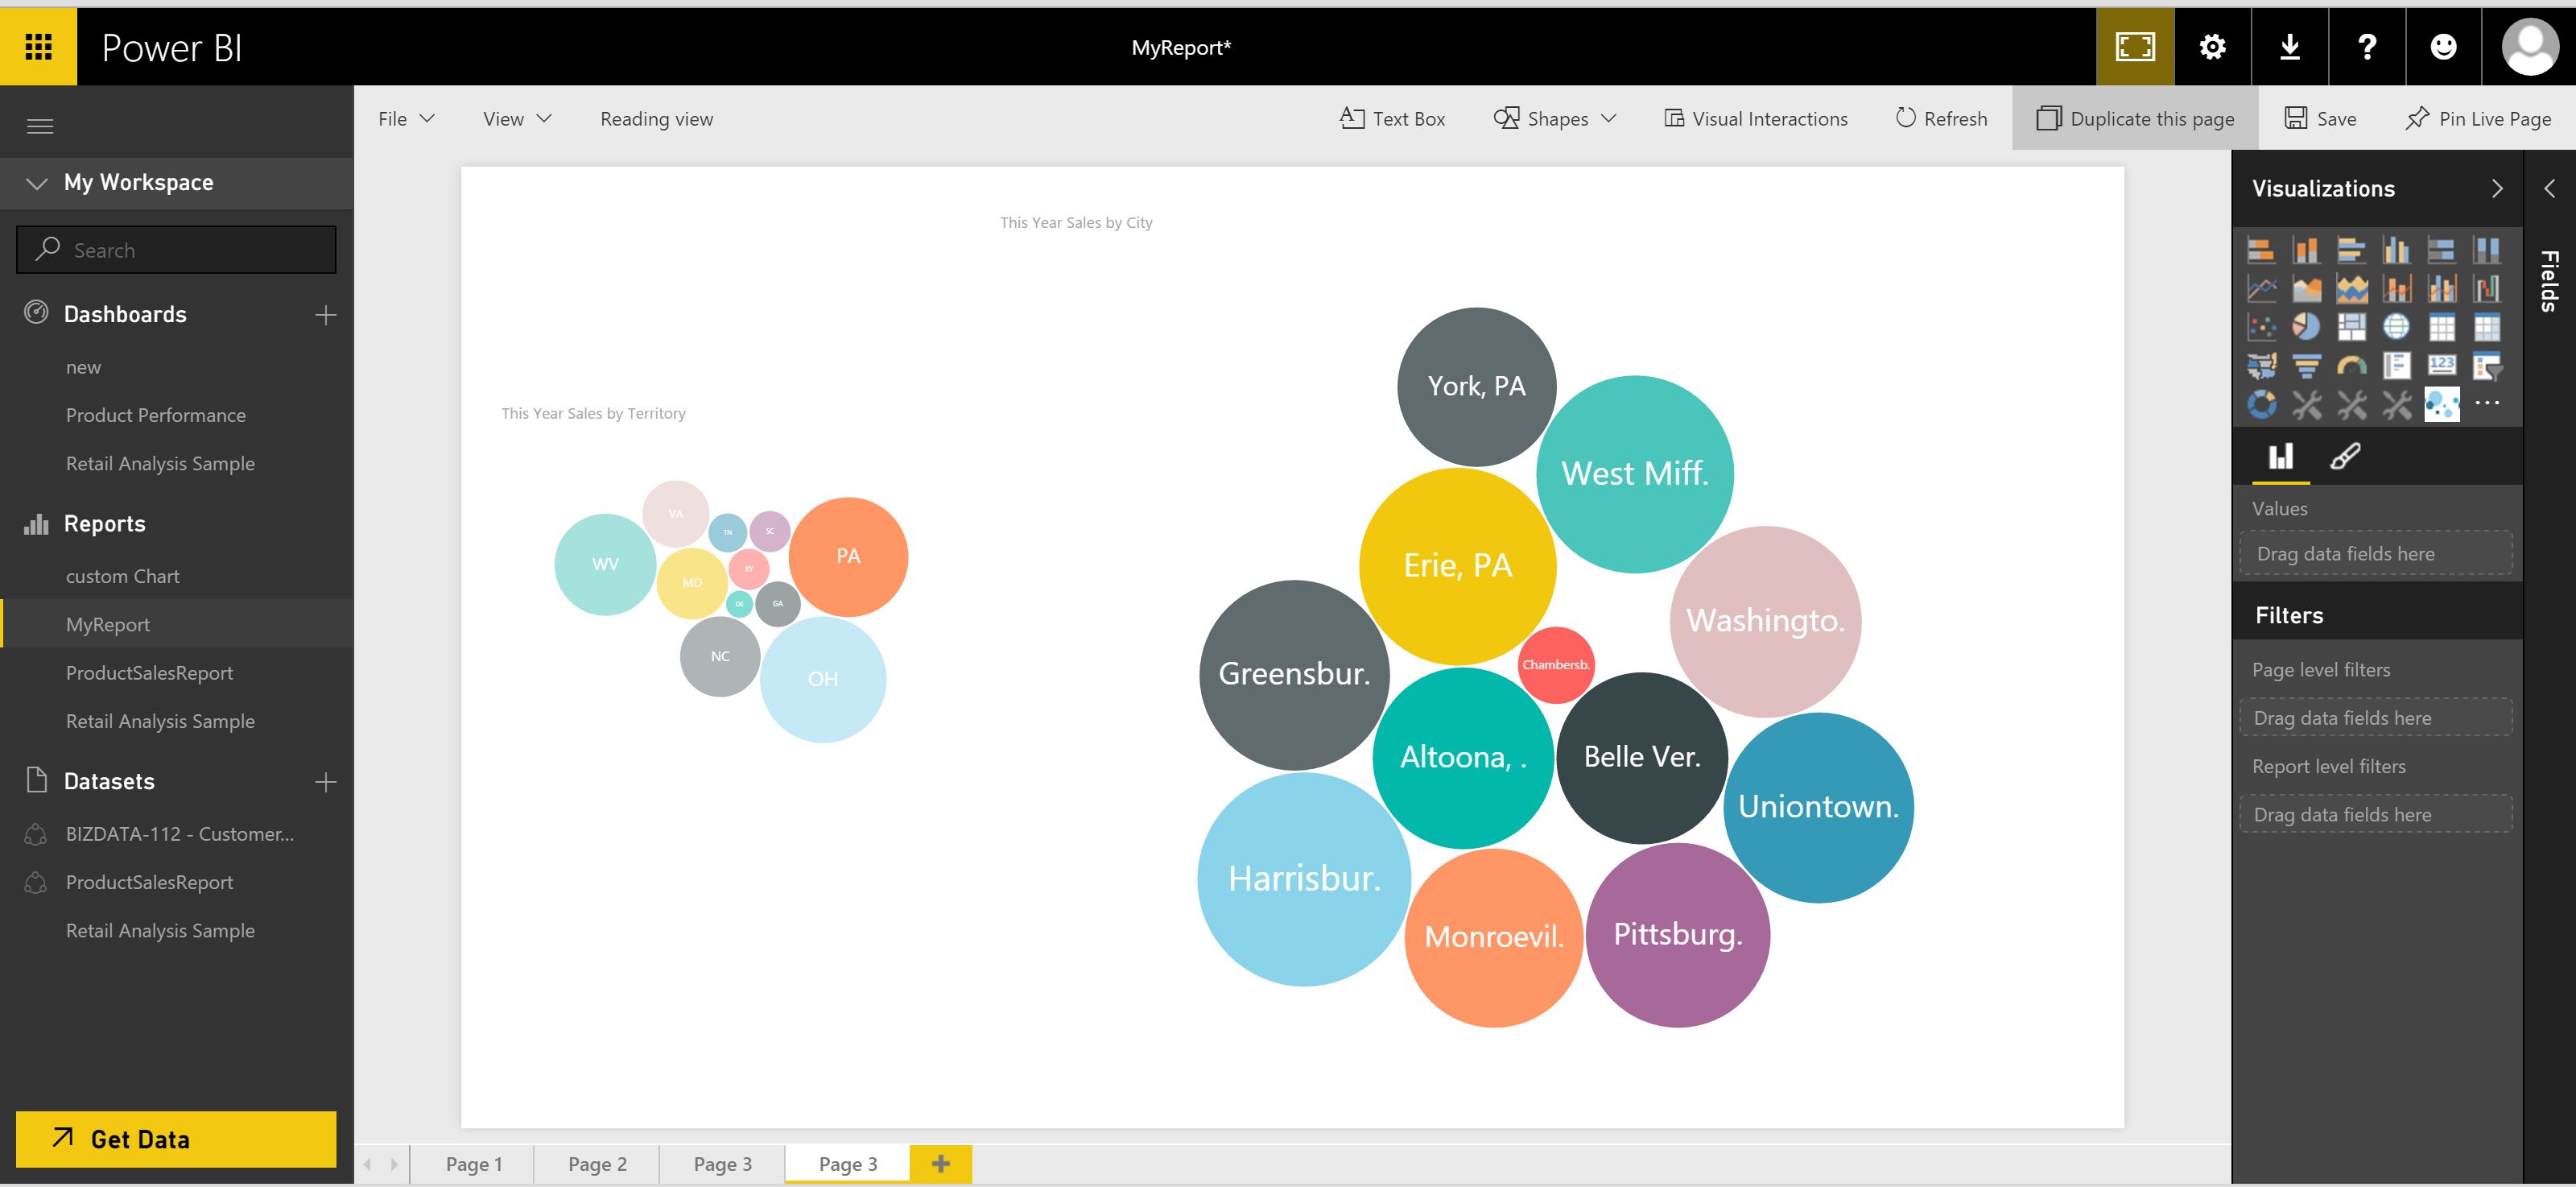 Power BI
MyReport*
?
File
View
Reading view
Text Box
Shapes
Visual Interactions
Refresh
Duplicate this page
Save
Pin Live Page
My Workspace
Search
Dashboards
new
Product Performance
Retail Analysis Sample
Reports
custom Chart
MyReport
ProductSalesReport
Retail Analysis Sample
Datasets
BIZDATA-112 - Customer...
ProductSalesReport
Retail Analysis Sample
Get Data
This Year Sales by Territory
VA
TN
SC
WV
PA
MD
KY
DE
GA
NC
OH
This Year Sales by City
York, PA
West Miff.
Erie, PA
Washingto.
Greensbur.
Chambersb.
Altoona, .
Belle Ver.
Uniontown.
Harrisbur.
Monroevil.
Pittsburg.
Page 1
Page 2
Page 3
Page 3
Visualizations
123
Values
Drag data fields here
Filters
Page level filters
Drag data fields here
Report level filters
Drag data fields here
Fields